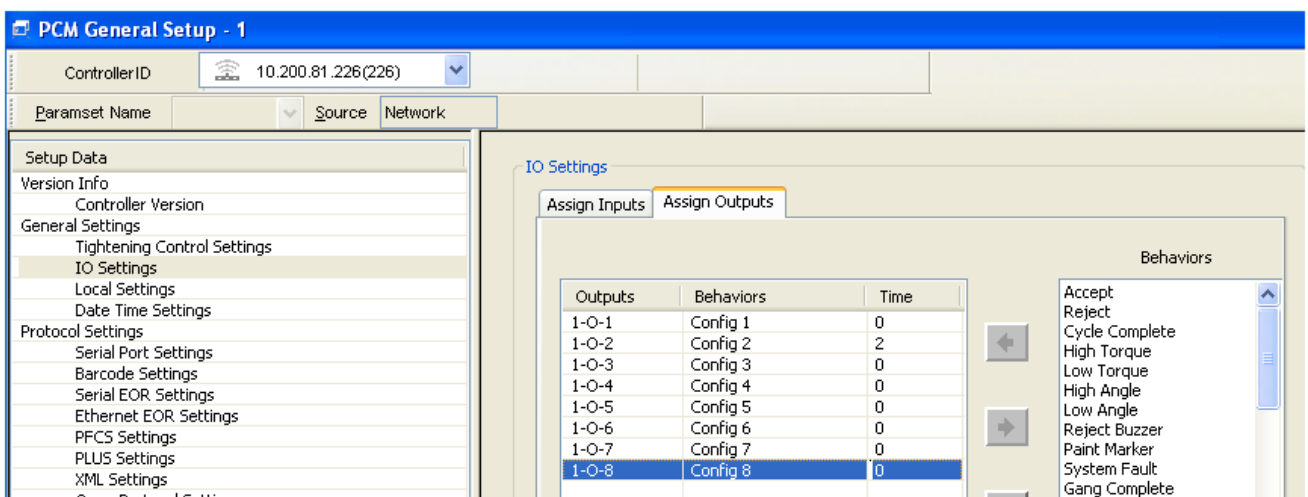 PCM General Setup - 1
ControllerID 10.200.81.226(226)
Paramset Name Source Network
Setup Data
Version Info
Controller Version
General Settings
Tightening Control Settings
IO Settings
Local Settings
Date Time Settings
Protocol Settings
Serial Port Settings
Barcode Settings
Serial EOR Settings
Ethernet EOR Settings
PFCS Settings
PLUS Settings
XML Settings
IO Settings
Assign Inputs Assign Outputs
Outputs Behaviors Time
1-O-1 Config 1 0
1-O-2 Config 2 2
1-O-3 Config 3 0
1-O-4 Config 4 0
1-O-5 Config 5 0
1-O-6 Config 6 0
1-O-7 Config 7 0
1-O-8 Config 8 0
Behaviors
Accept
Reject
Cycle Complete
High Torque
Low Torque
High Angle
Low Angle
Reject Buzzer
Paint Marker
System Fault
Gang Complete